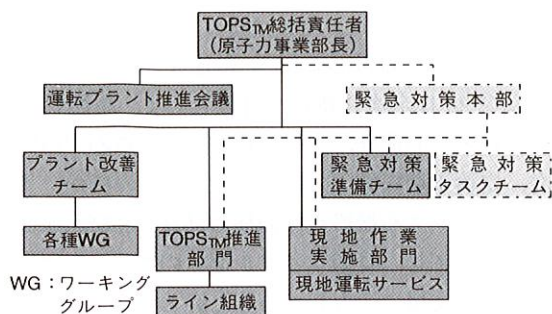 TOPSTM総括責任者
(原子力事業部長)
運転プラント推進会議
緊急対策本部
プラント改善
チーム
緊急対策
準備チーム
緊急対策
タスクチーム
各種WG
TOPSTM推進
部門
現地作業
実施部門
WG:ワーキング
グループ
ライン組織
現地運転サービス